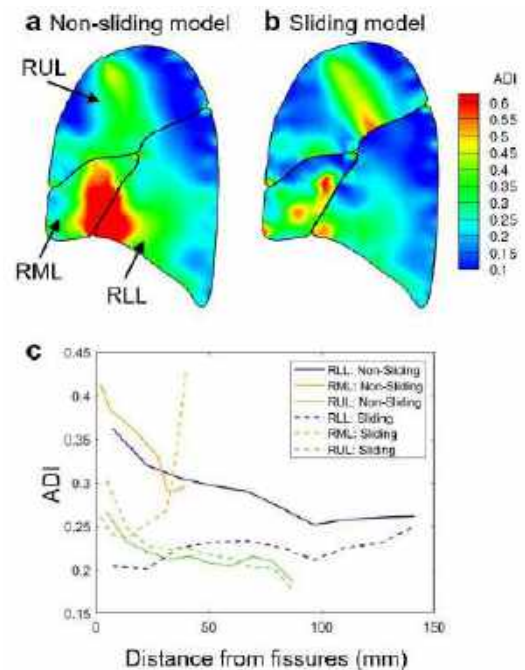 a Non-sliding model
b Sliding model
RUL
RML
RLL
ADI
0.6
0.55
0.5
0.45
0.4
0.35
0.3
0.25
0.2
0.15
0.1
c
0.45
0.4
0.35
0.3
0.25
0.2
0.15
ADI
RLL: Non-Sliding
RML: Non-Sliding
RUL: Non-Sliding
RLL: Sliding
RML: Sliding
RUL: Sliding
0 50 100 150
Distance from fissures (mm)